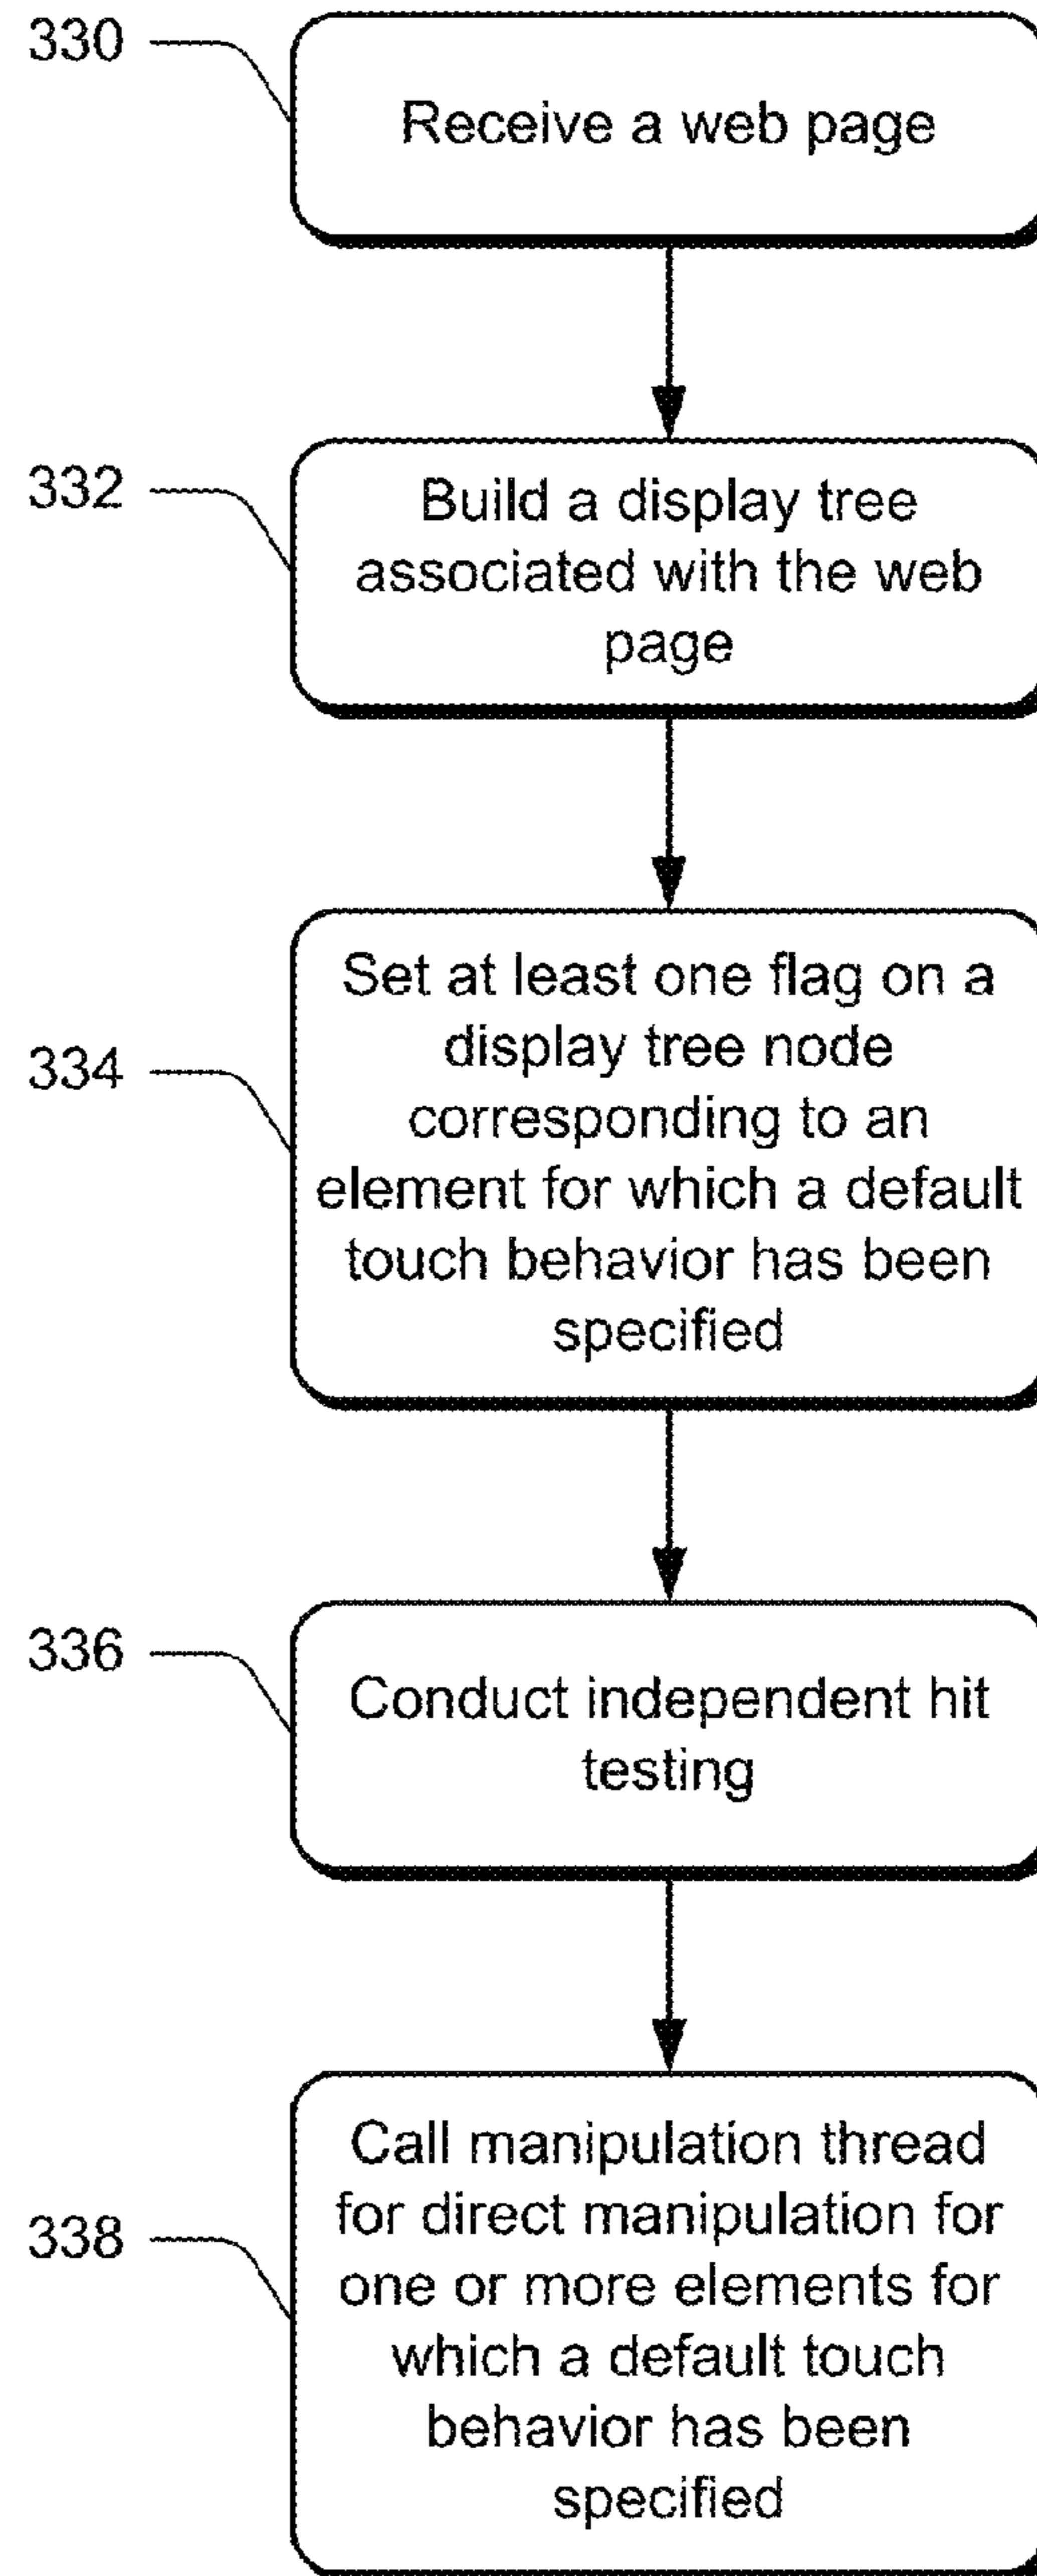 330
Receive a web page
332
Build a display tree
associated with the web
page
334
Set at least one flag on a
display tree node
corresponding to an
element for which a default
touch behavior has been
specified
336
Conduct independent hit
testing
338
Call manipulation thread
for direct manipulation for
one or more elements for
which a default touch
behavior has been
specified